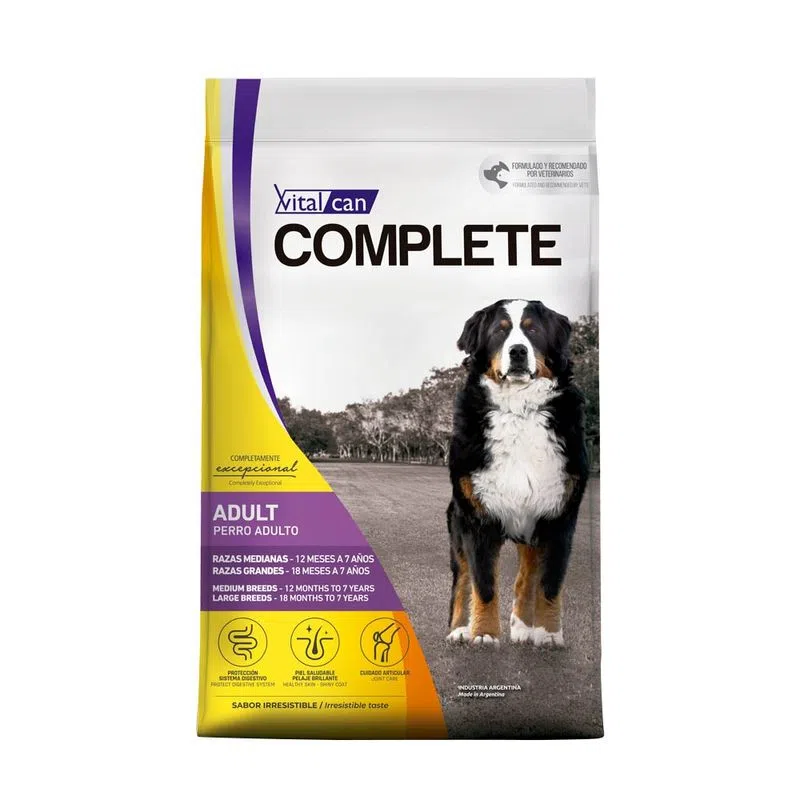 FORMULADO Y RECOMENDADO
POR VETERINARIOS
FORMULATED AND RECOMMENDED BY VETS
Vital can
COMPLETE
COMPLETAMENTE
excepcional
Completely Exceptional
ADULT
PERRO ADULTO
RAZAS MEDIANAS - 12 MESES A 7 AÑOS
RAZAS GRANDES - 18 MESES A 7 AÑOS
MEDIUM BREEDS - 12 MONTHS TO 7 YEARS
LARGE BREEDS - 18 MONTHS TO 7 YEARS
PROTECCIÓN
SISTEMA DIGESTIVO
PROTECT DIGESTIVE SYSTEM
PIEL SALUDABLE
PELAJE BRILLANTE
HEALTHY SKIN - SHINY COAT
CUIDADO ARTICULAR
JOINT CARE
SABOR IRRESISTIBLE / Irresistible taste
INDUSTRIA ARGENTINA
Made in Argentina